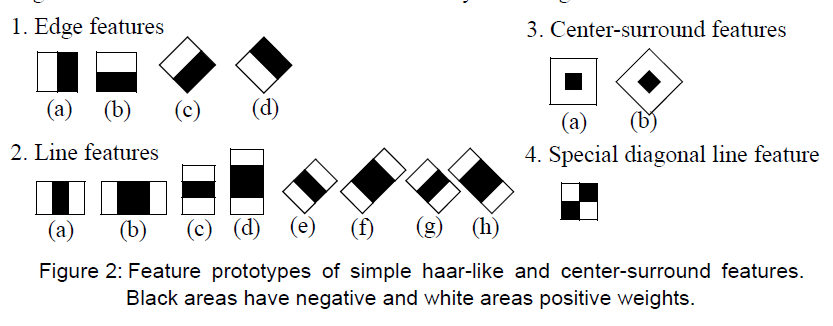 1. Edge features
(a) (b) (c) (d)
2. Line features
(a) (b) (c) (d) (e) (f) (g) (h)
3. Center-surround features
(a) (b)
4. Special diagonal line feature
Figure 2: Feature prototypes of simple haar-like and center-surround features.
Black areas have negative and white areas positive weights.